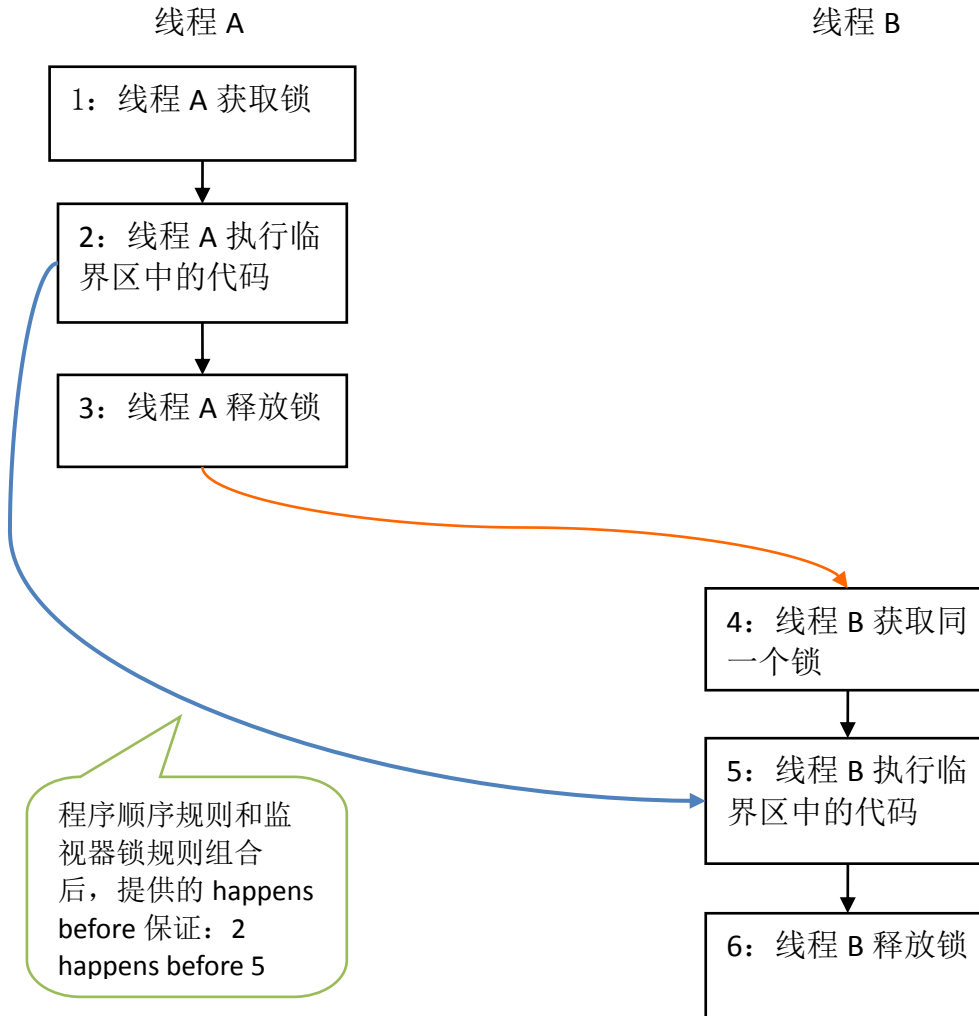 线程 A
线程 B
1：线程 A 获取锁
2：线程 A 执行临
界区中的代码
3：线程 A 释放锁
4：线程 B 获取同
一个锁
5：线程 B 执行临
界区中的代码
6：线程 B 释放锁
程序顺序规则和监
视器锁规则组合
后，提供的 happens
before 保证：2
happens before 5